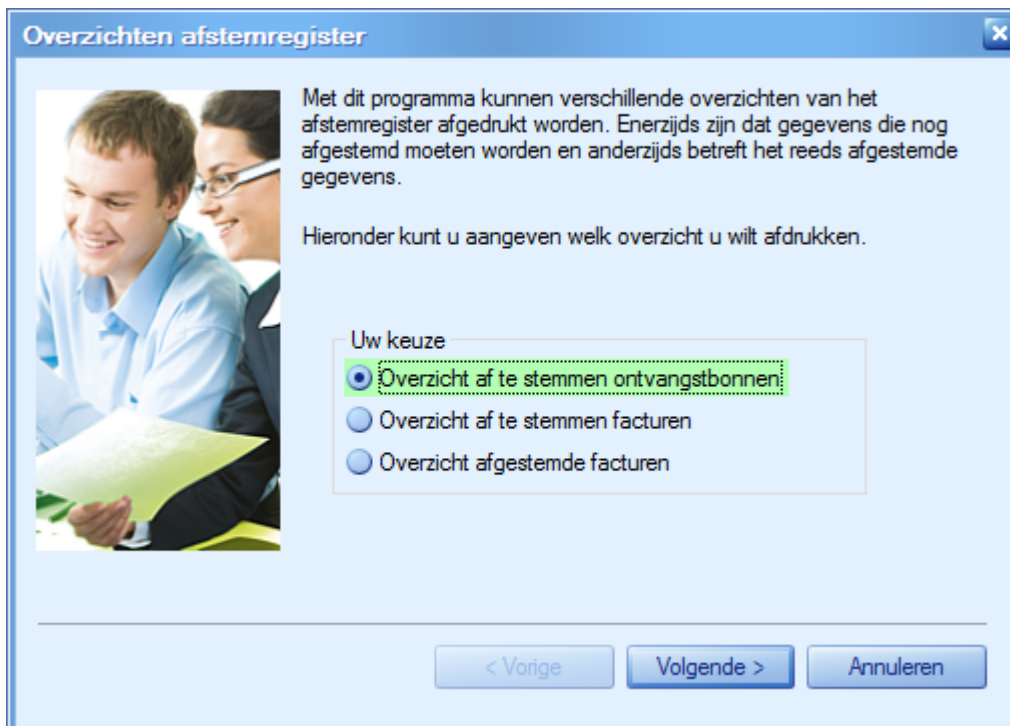 Overzichten afstemregister
Met dit programma kunnen verschillende overzichten van het
afstemregister afgedrukt worden. Enerzijds zijn dat gegevens die nog
afgestemd moeten worden en anderzijds betreft het reeds afgestemde
gegevens.
Hieronder kunt u aangeven welk overzicht u wilt afdrukken.
Uw keuze
Overzicht af te stemmen ontvangstbonnen
Overzicht af te stemmen facturen
Overzicht afgestemde facturen
< Vorige
Volgende >
Annuleren